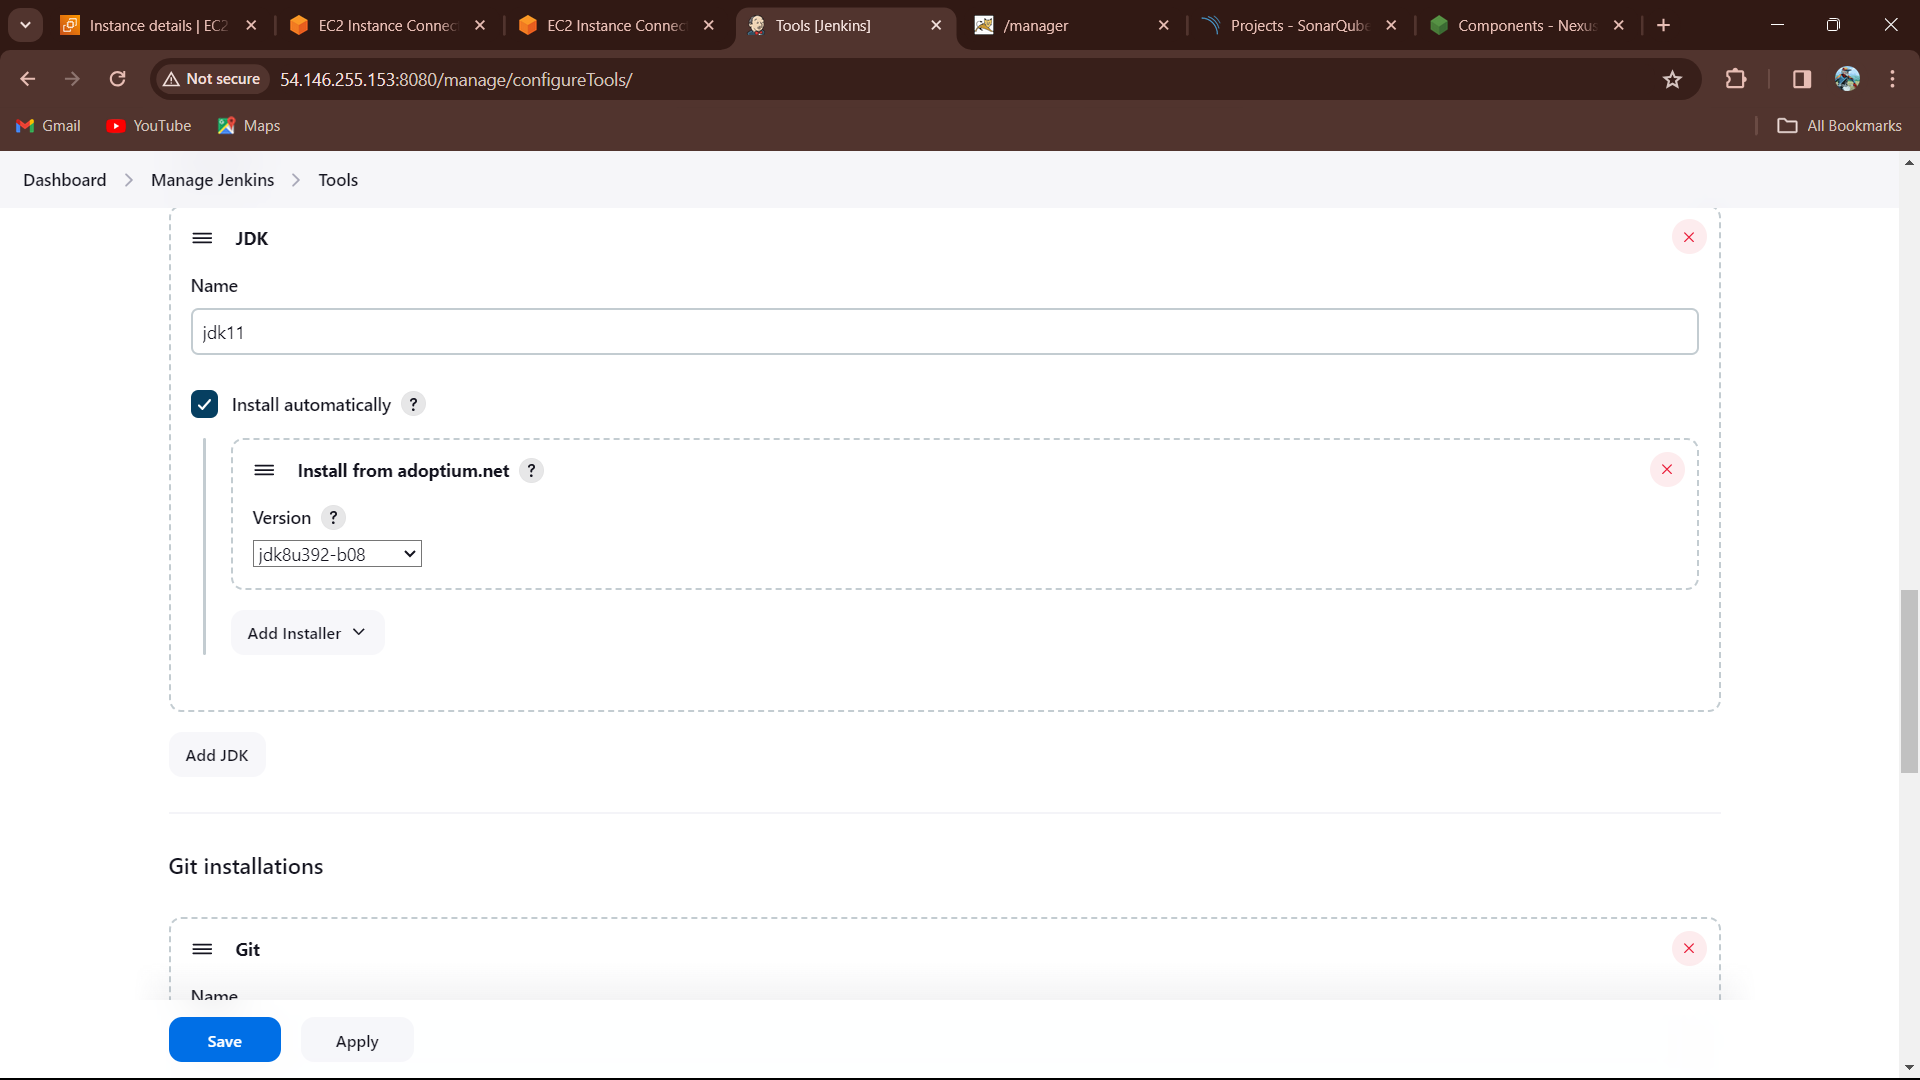 Instance details | EC2
EC2 Instance Connec
EC2 Instance Connec
Tools [Jenkins]
/manager
Projects - SonarQube
Components - Nexus
Not secure
54.146.255.153:8080/manage/configureTools/
Gmail
YouTube
Maps
All Bookmarks
Dashboard
Manage Jenkins
Tools
JDK
Name
jdk11
Install automatically ?
Install from adoptium.net ?
Version ?
jdk8u392-b08
Add Installer
Add JDK
Git installations
Git
Name
Save
Apply